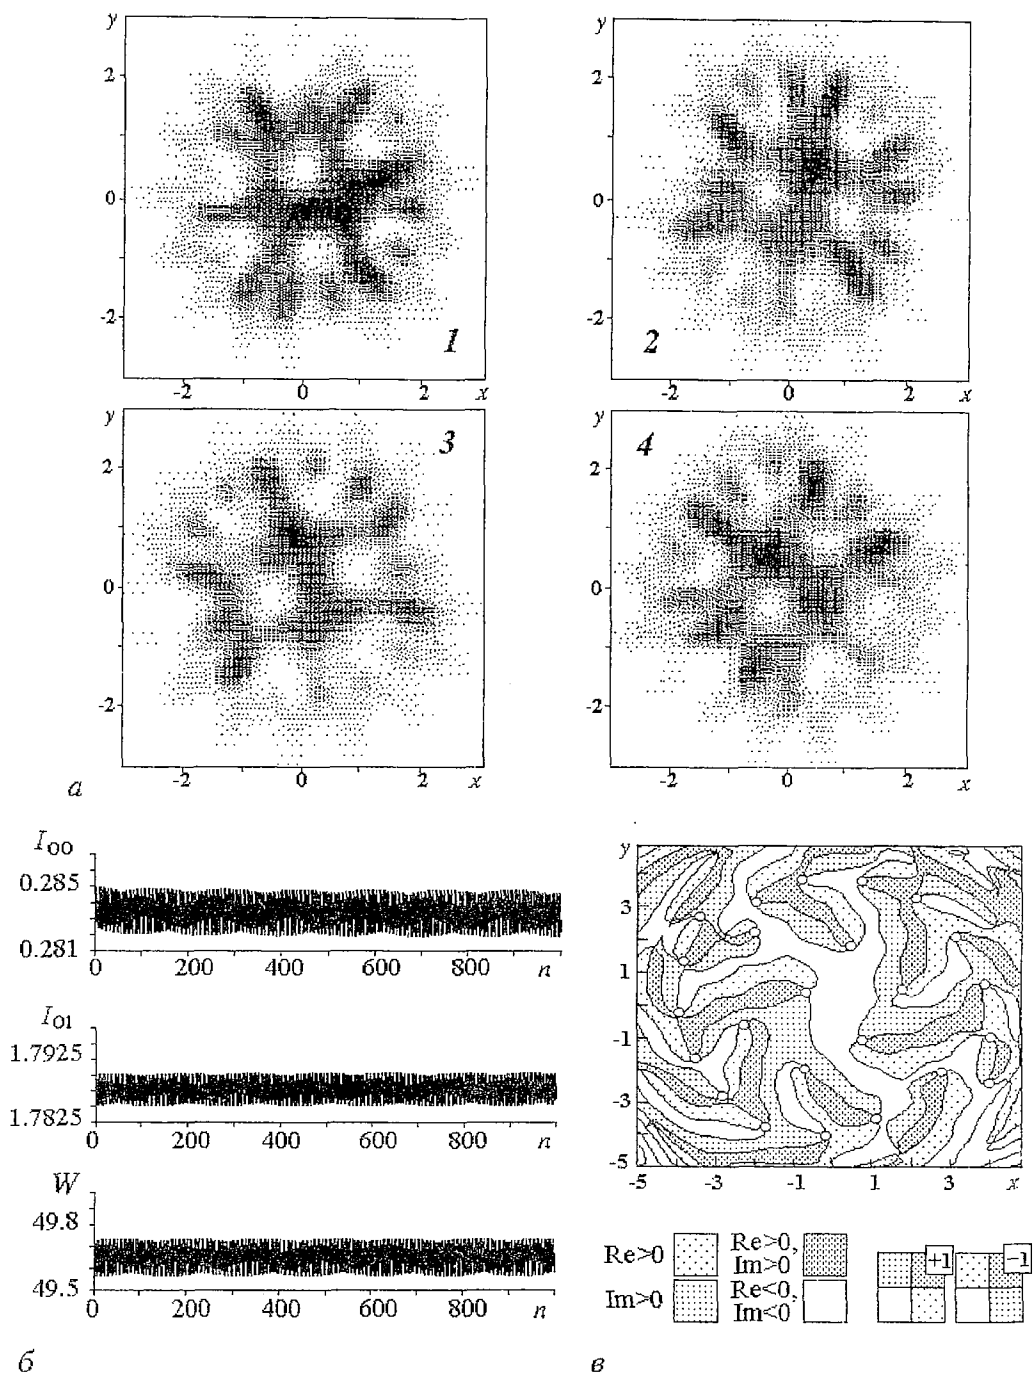 y
2
0
-2
1
-2 0 2 x
y
2
0
-2
2
-2 0 2 x
y
2
0
-2
3
-2 0 2 x
y
2
0
-2
4
-2 0 2 x
а
I00
0.285
0.281
0 200 400 600 800 n
I01
1.7925
1.7825
0 200 400 600 800 n
W
49.8
49.5
0 200 400 600 800 n
б
y
3
1
-1
-3
-5
-5 -3 -1 1 3 x
Re>0
Re>0,
Im>0
Im>0
Re<0,
Im<0
+1
-1
в